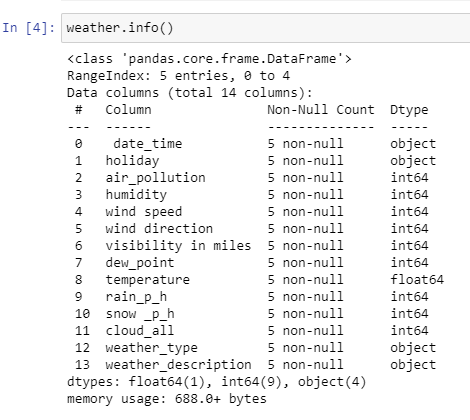 In [4]: weather.info()
<class 'pandas.core.frame.DataFrame'>
RangeIndex: 5 entries, 0 to 4
Data columns (total 14 columns):
 #   Column               Non-Null Count  Dtype
---  ------               --------------  -----
 0    date_time           5 non-null      object
 1   holiday              5 non-null      object
 2   air_pollution        5 non-null      int64
 3   humidity             5 non-null      int64
 4   wind speed           5 non-null      int64
 5   wind direction       5 non-null      int64
 6   visibility in miles  5 non-null      int64
 7   dew_point            5 non-null      int64
 8   temperature          5 non-null      float64
 9   rain_p_h             5 non-null      int64
 10  snow _p_h            5 non-null      int64
 11  cloud_all            5 non-null      int64
 12  weather_type         5 non-null      object
 13  weather_description  5 non-null      object
dtypes: float64(1), int64(9), object(4)
memory usage: 688.0+ bytes